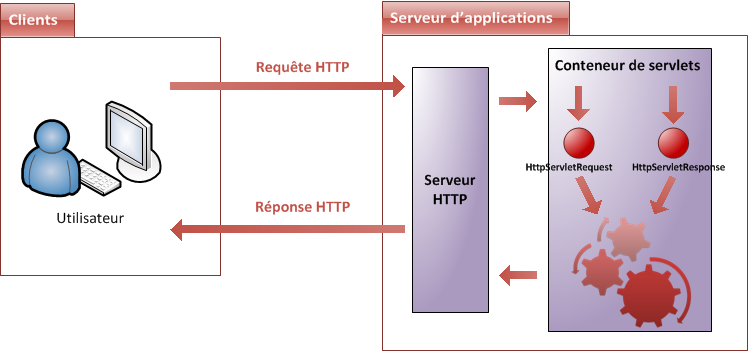 Clients
Serveur d'applications
Requête HTTP
Conteneur de servlets
HttpServletRequest
HttpServletResponse
Serveur
HTTP
Réponse HTTP
Utilisateur